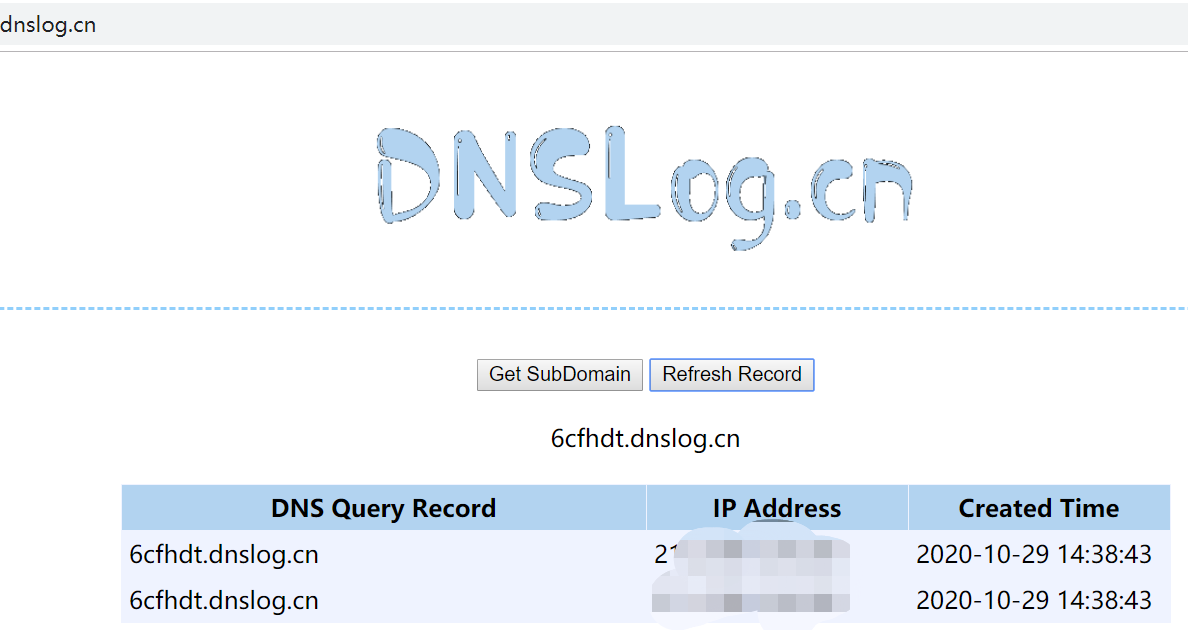 dnslog.cn
DNSLog.cn
Get SubDomain Refresh Record
6cfhdt.dnslog.cn
DNS Query Record IP Address Created Time
6cfhdt.dnslog.cn 2020-10-29 14:38:43
6cfhdt.dnslog.cn 2020-10-29 14:38:43